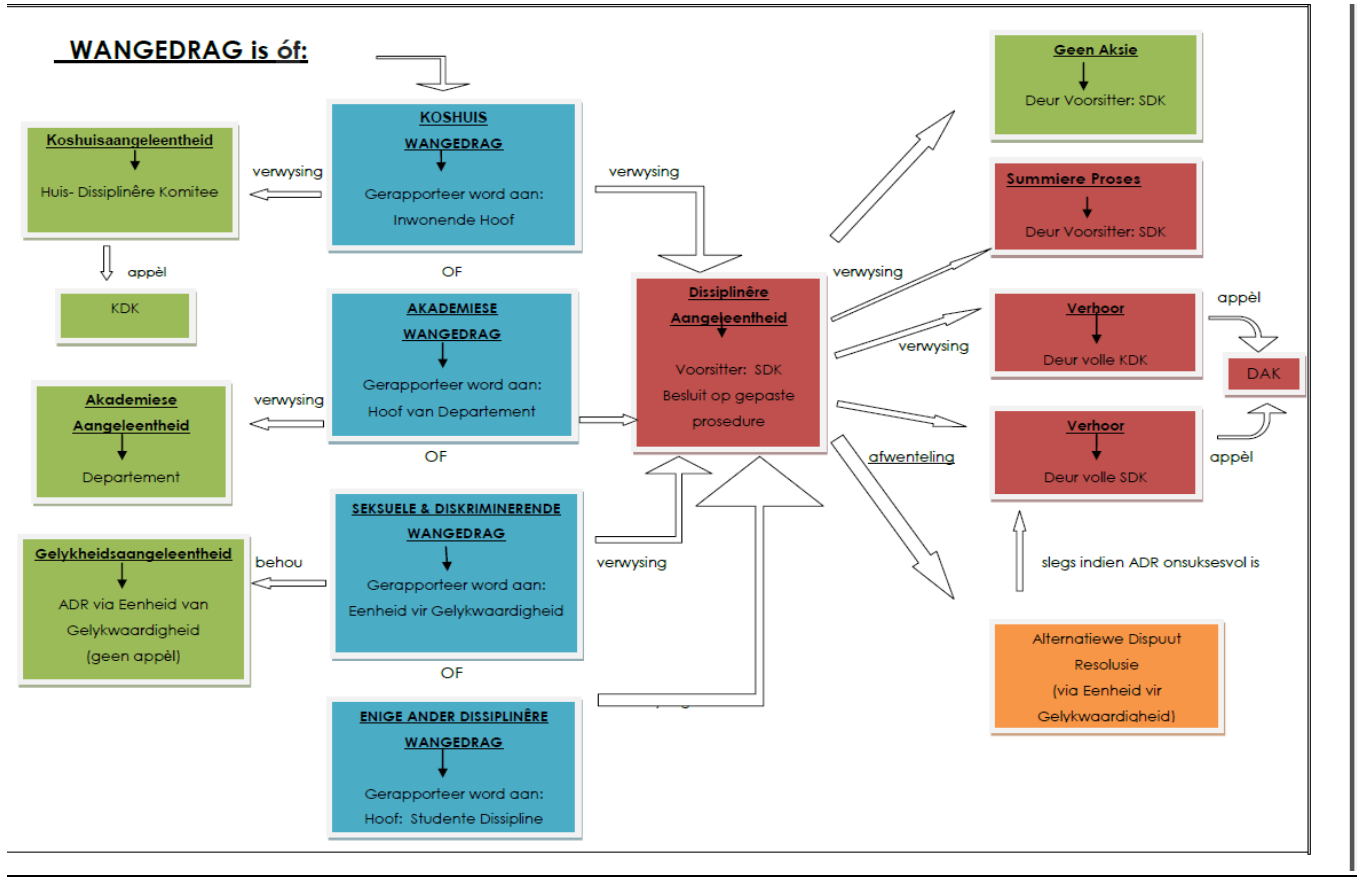 WANGEDRAG is óf:
Koshuisaangeleentheid
Huis- Dissiplinêre Komitee
appèl
KDK
verwysing
KOSHUIS
WANGEDRAG
Gerapporteer word aan:
Inwonende Hoof
verwysing
OF
Akademiese
Aangeleentheid
Departement
verwysing
AKADEMIESE
WANGEDRAG
Gerapporteer word aan:
Hoof van Departement
OF
Gelykheidsaangeleentheid
ADR via Eenheid van
Gelykwaardigheid
(geen appèl)
behou
SEKSUELE & DISKRIMINERENDE
WANGEDRAG
Gerapporteer word aan:
Eenheid vir Gelykwaardigheid
verwysing
OF
ENIGE ANDER DISSIPLINÊRE
WANGEDRAG
Gerapporteer word aan:
Hoof: Studente Dissipline
Dissiplinêre
Aangeleentheid
Voorsitter: SDK
Besluit op gepaste
prosedure
Geen Aksie
Deur Voorsitter: SDK
verwysing
Summiere Proses
Deur Voorsitter: SDK
verwysing
Verhoor
Deur volle KDK
appèl
DAK
afwenteling
Verhoor
Deur volle SDK
appèl
slegs indien ADR onsuksesvol is
Alternatiewe Dispuut
Resolusie
(via Eenheid vir
Gelykwaardigheid)